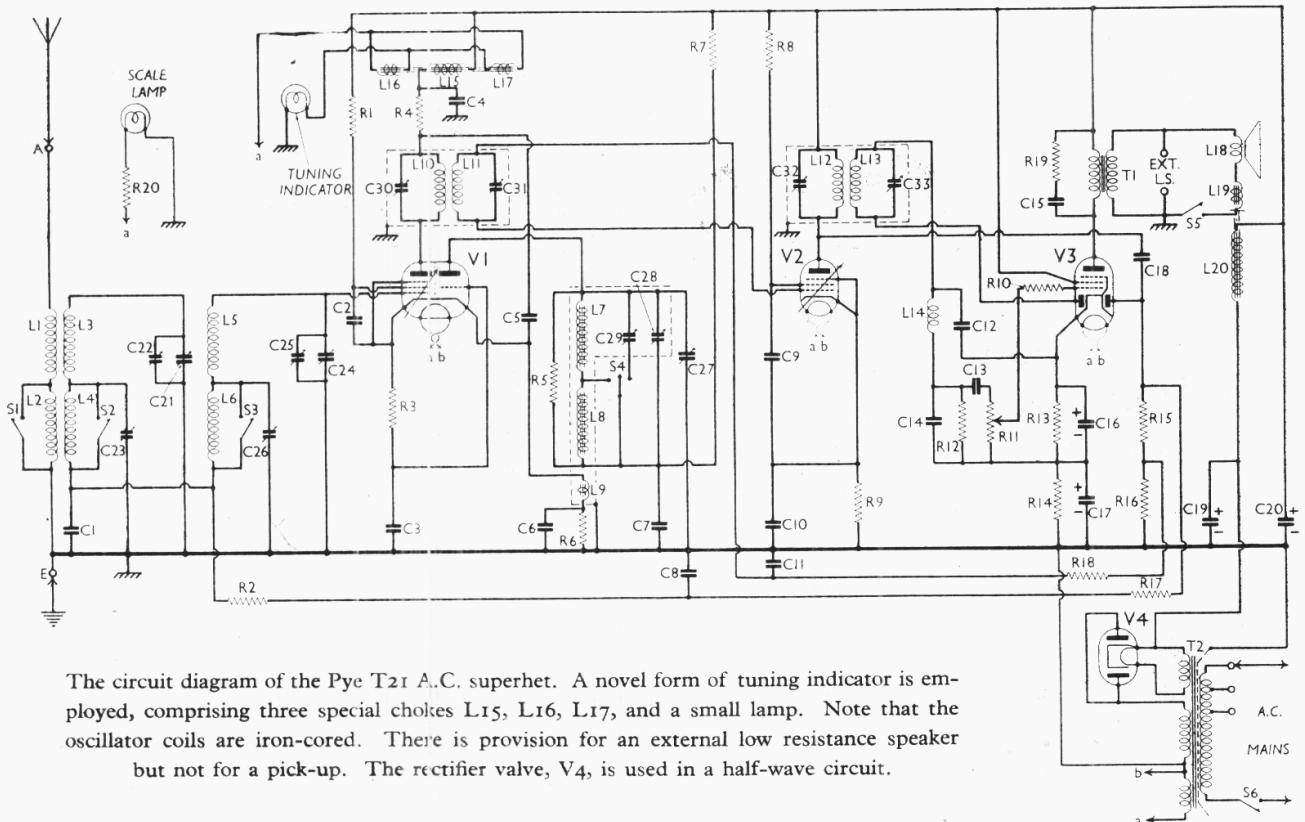 R7
R8
SCALE
LAMP
L16
L15
L17
C4
R1
R4
A
a
TUNING
INDICATOR
R20
a
L10
L11
C30
C31
L12
L13
C32
C33
R19
C15
T1
EXT.
L.S.
L18
L19
S5
L20
V1
V2
V3
R10
C18
C2
C5
C28
L7
C29
S4
C27
L14
C12
a b
a b
a b
L1
L3
L5
C22
C21
C25
C24
R5
L8
C9
C13
S1
L2
L4
S2
C23
L6
S3
C26
R3
C14
R12
R11
R13
C16
R15
C1
C3
C6
L9
R6
C7
C10
R9
R14
C17
R16
C19
C20
+
-
+
-
+
-
+
-
E
R2
C8
C11
R18
R17
V4
T2
A.C.
MAINS
b
S6
a
The circuit diagram of the Pye T21 A.C. superhet. A novel form of tuning indicator is em-
ployed, comprising three special chokes L15, L16, L17, and a small lamp. Note that the
oscillator coils are iron-cored. There is provision for an external low resistance speaker
but not for a pick-up. The rectifier valve, V4, is used in a half-wave circuit.